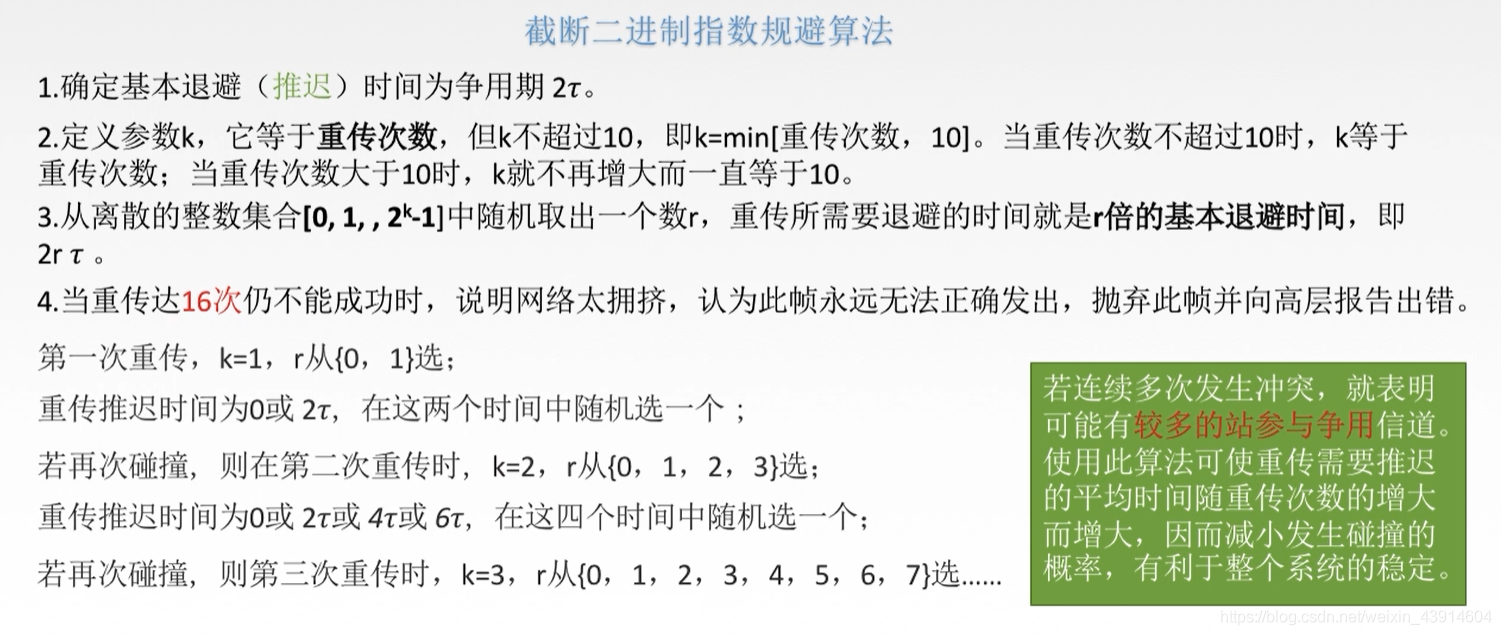 截断二进制指数规避算法
1.确定基本退避（推迟）时间为争用期 2τ。
2.定义参数k，它等于重传次数，但k不超过10，即k=min[重传次数，10]。当重传次数不超过10时，k等于
重传次数；当重传次数大于10时，k就不再增大而一直等于10。
3.从离散的整数集合[0, 1, , 2ᵏ-1]中随机取出一个数r，重传所需要退避的时间就是r倍的基本退避时间，即
2r τ 。
4.当重传达16次仍不能成功时，说明网络太拥挤，认为此帧永远无法正确发出，抛弃此帧并向高层报告出错。
第一次重传，k=1，r从{0，1}选；
重传推迟时间为0或 2τ，在这两个时间中随机选一个；
若再次碰撞，则在第二次重传时，k=2，r从{0，1，2，3}选；
重传推迟时间为0或 2τ或 4τ或 6τ，在这四个时间中随机选一个；
若再次碰撞，则第三次重传时，k=3，r从{0，1，2，3，4，5，6，7}选……
若连续多次发生冲突，就表明
可能有较多的站参与争用信道。
使用此算法可使重传需要推迟
的平均时间随重传次数的增大
而增大，因而减小发生碰撞的
概率，有利于整个系统的稳定。
https://blog.csdn.net/weixin_43914604